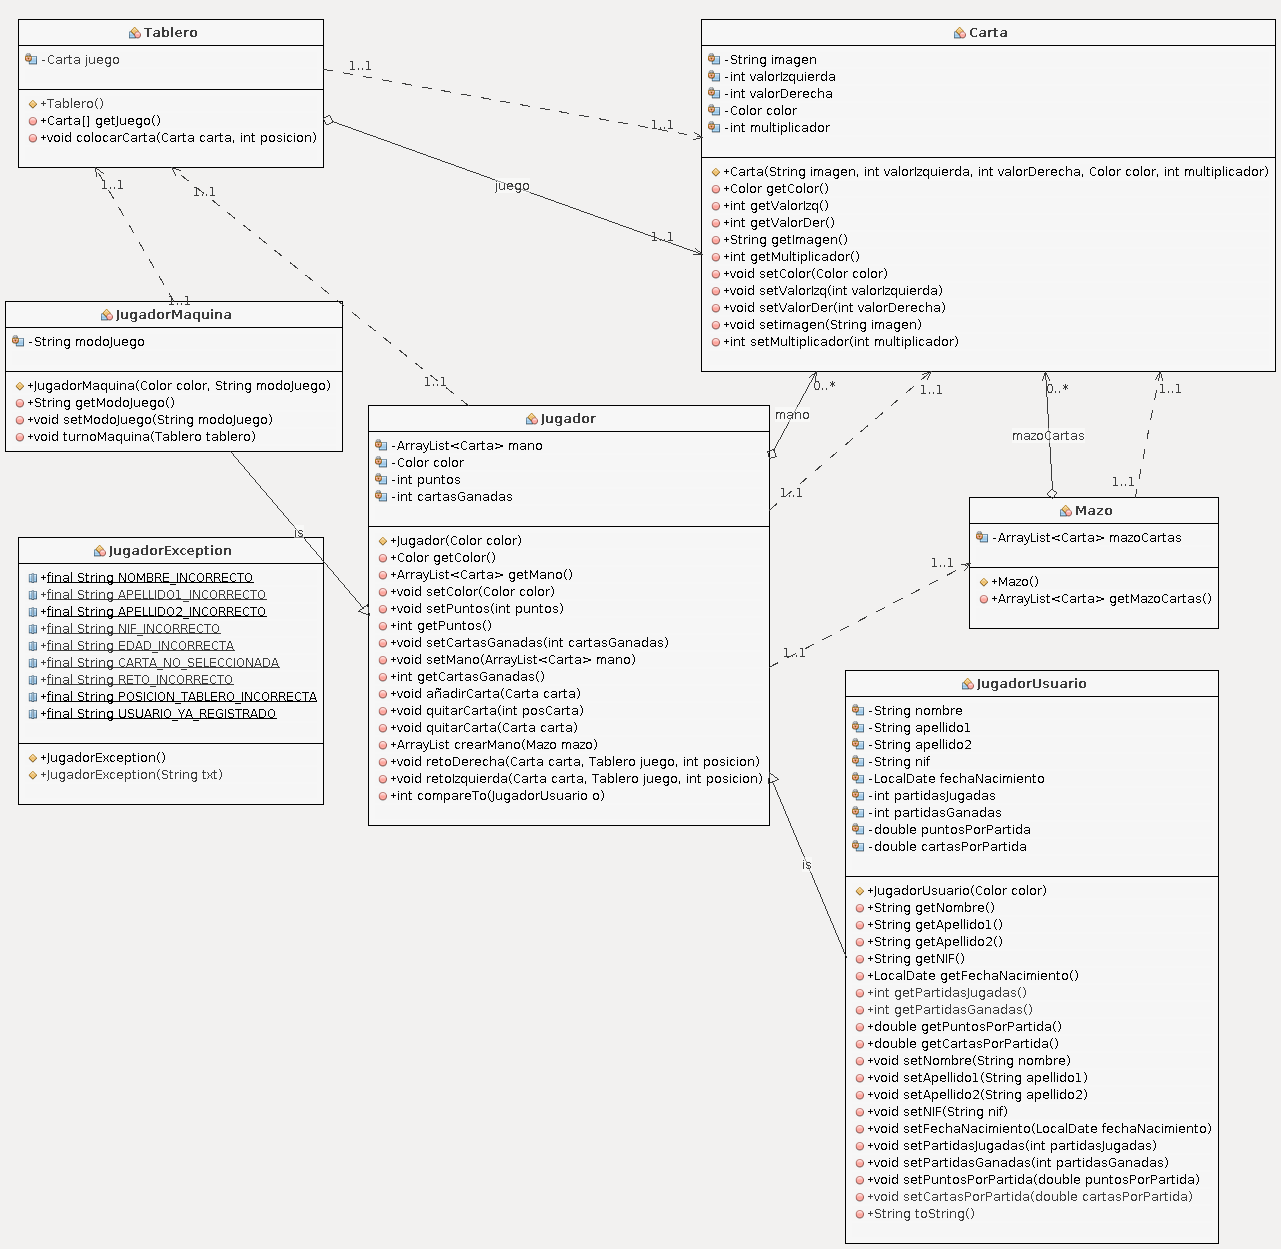 Tablero
-Carta juego
+Tablero()
+Carta[] getJuego()
+void colocarCarta(Carta carta, int posicion)
Carta
-String imagen
-int valorIzquierda
-int valorDerecha
-Color color
-int multiplicador
+Carta(String imagen, int valorIzquierda, int valorDerecha, Color color, int multiplicador)
+Color getColor()
+int getValorIzq()
+int getValorDer()
+String getImagen()
+int getMultiplicador()
+void setColor(Color color)
+void setValorIzq(int valorIzquierda)
+void setValorDer(int valorDerecha)
+void setimagen(String imagen)
+int setMultiplicador(int multiplicador)
1..1
1..1
juego
1..1
1..1
1..1
1..1
1..1
JugadorMaquina
-String modoJuego
+JugadorMaquina(Color color, String modoJuego)
+String getModoJuego()
+void setModoJuego(String modoJuego)
+void turnoMaquina(Tablero tablero)
is
Jugador
-ArrayList<Carta> mano
-Color color
-int puntos
-int cartasGanadas
+Jugador(Color color)
+Color getColor()
+ArrayList<Carta> getMano()
+void setColor(Color color)
+void setPuntos(int puntos)
+int getPuntos()
+void setCartasGanadas(int cartasGanadas)
+void setMano(ArrayList<Carta> mano)
+int getCartasGanadas()
+void añadirCarta(Carta carta)
+void quitarCarta(int posCarta)
+void quitarCarta(Carta carta)
+ArrayList crearMano(Mazo mazo)
+void retoDerecha(Carta carta, Tablero juego, int posicion)
+void retoIzquierda(Carta carta, Tablero juego, int posicion)
+int compareTo(JugadorUsuario o)
0..*
mano
1..1
1..1
0..*
mazoCartas
1..1
1..1
Mazo
-ArrayList<Carta> mazoCartas
+Mazo()
+ArrayList<Carta> getMazoCartas()
1..1
1..1
JugadorException
+final String NOMBRE_INCORRECTO
+final String APELLIDO1_INCORRECTO
+final String APELLIDO2_INCORRECTO
+final String NIF_INCORRECTO
+final String EDAD_INCORRECTA
+final String CARTA_NO_SELECCIONADA
+final String RETO_INCORRECTO
+final String POSICION_TABLERO_INCORRECTA
+final String USUARIO_YA_REGISTRADO
+JugadorException()
+JugadorException(String txt)
is
JugadorUsuario
-String nombre
-String apellido1
-String apellido2
-String nif
-LocalDate fechaNacimiento
-int partidasJugadas
-int partidasGanadas
-double puntosPorPartida
-double cartasPorPartida
+JugadorUsuario(Color color)
+String getNombre()
+String getApellido1()
+String getApellido2()
+String getNIF()
+LocalDate getFechaNacimiento()
+int getPartidasJugadas()
+int getPartidasGanadas()
+double getPuntosPorPartida()
+double getCartasPorPartida()
+void setNombre(String nombre)
+void setApellido1(String apellido1)
+void setApellido2(String apellido2)
+void setNIF(String nif)
+void setFechaNacimiento(LocalDate fechaNacimiento)
+void setPartidasJugadas(int partidasJugadas)
+void setPartidasGanadas(int partidasGanadas)
+void setPuntosPorPartida(double puntosPorPartida)
+void setCartasPorPartida(double cartasPorPartida)
+String toString()